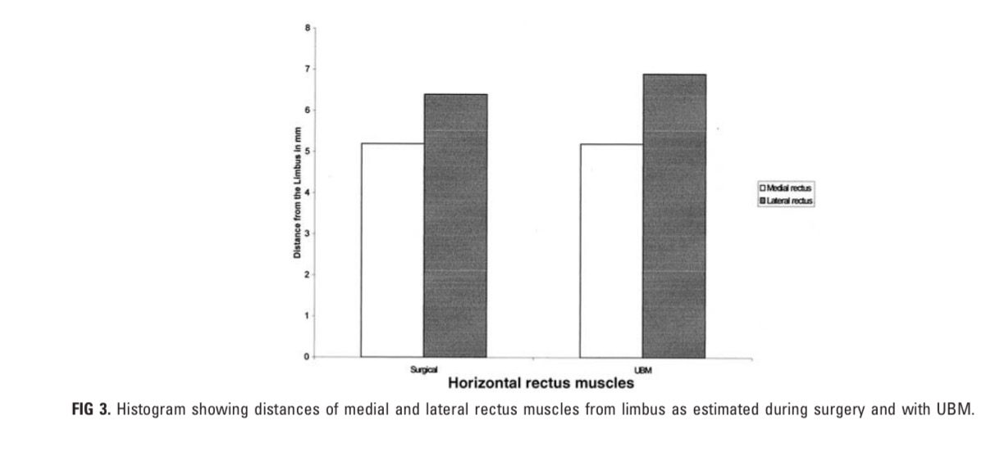 8
7
6
5
4
3
2
1
0
Distance from the Limbus in mm
Surgical
UBM
Horizontal rectus muscles
Medial rectus
Lateral rectus
FIG 3. Histogram showing distances of medial and lateral rectus muscles from limbus as estimated during surgery and with UBM.